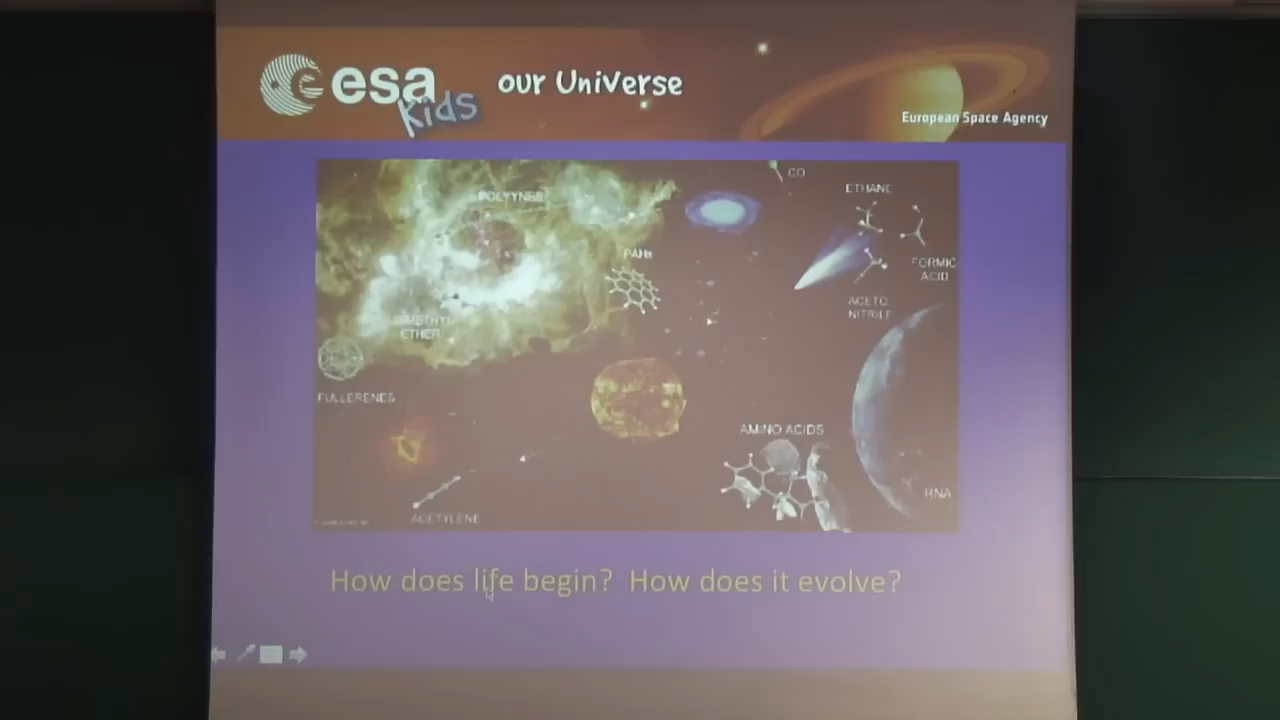 esa
kids
our Universe
European Space Agency
CO
ETHANE
POLYYNES
PAHs
FORMIC
ACID
ACETO
NITRILE
DIMETHYL
ETHER
FULLERENES
AMINO ACIDS
RNA
ACETYLENE
How does life begin? How does it evolve?